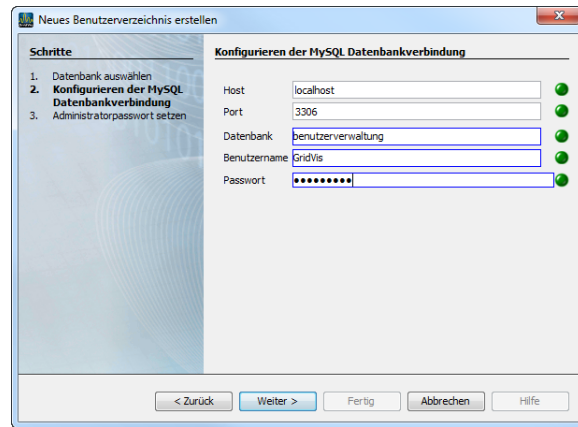 Neues Benutzerverzeichnis erstellen
Schritte
1. Datenbank auswählen
2. Konfigurieren der MySQL
Datenbankverbindung
3. Administratorpasswort setzen
Konfigurieren der MySQL Datenbankverbindung
Host localhost
Port 3306
Datenbank benutzerverwaltung
Benutzername GridVis
Passwort •••••••••
< Zurück Weiter > Fertig Abbrechen Hilfe